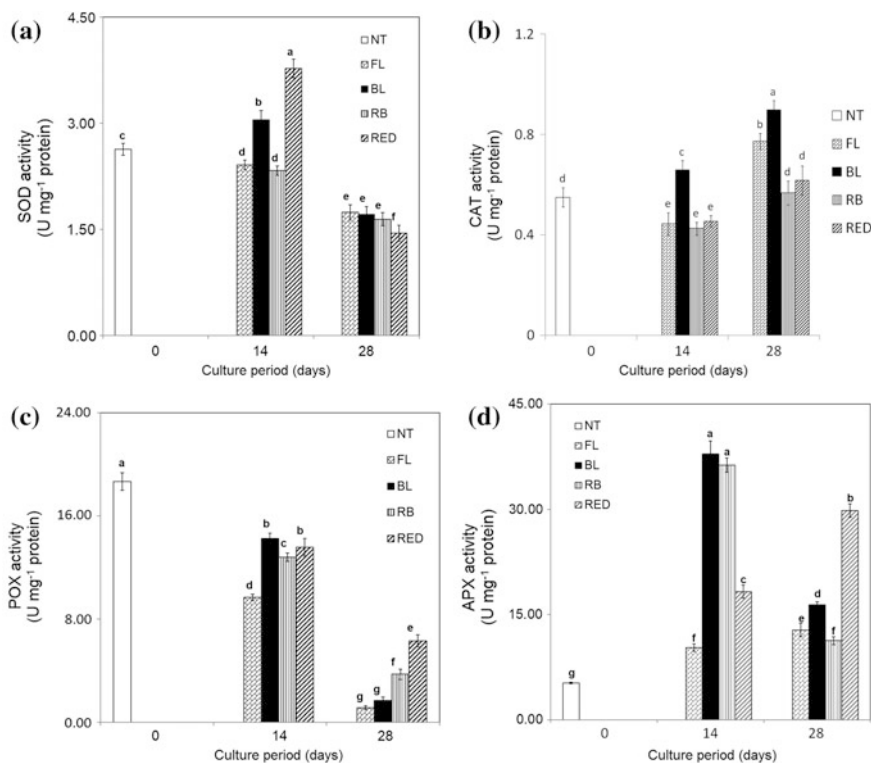 (a)
4.50
3.00
1.50
0.00
SOD activity
(U mg-1 protein)
NT
FL
BL
RB
RED
c
d
b
d
a
e
e
e
f
0
14
28
Culture period (days)
(b)
1.2
0.8
0.4
0
CAT activity
(U mg-1 protein)
NT
FL
BL
RB
RED
d
e
c
e
e
b
a
d
d
0
14
28
Culture period (days)
(c)
24.00
16.00
8.00
0.00
POX activity
(U mg-1 protein)
NT
FL
BL
RB
RED
a
d
b
c
b
g
g
f
e
0
14
28
Culture period (days)
(d)
45.00
30.00
15.00
0.00
APX activity
(U mg-1 protein)
NT
FL
BL
RB
RED
g
f
a
a
c
e
d
f
b
0
14
28
Culture period (days)